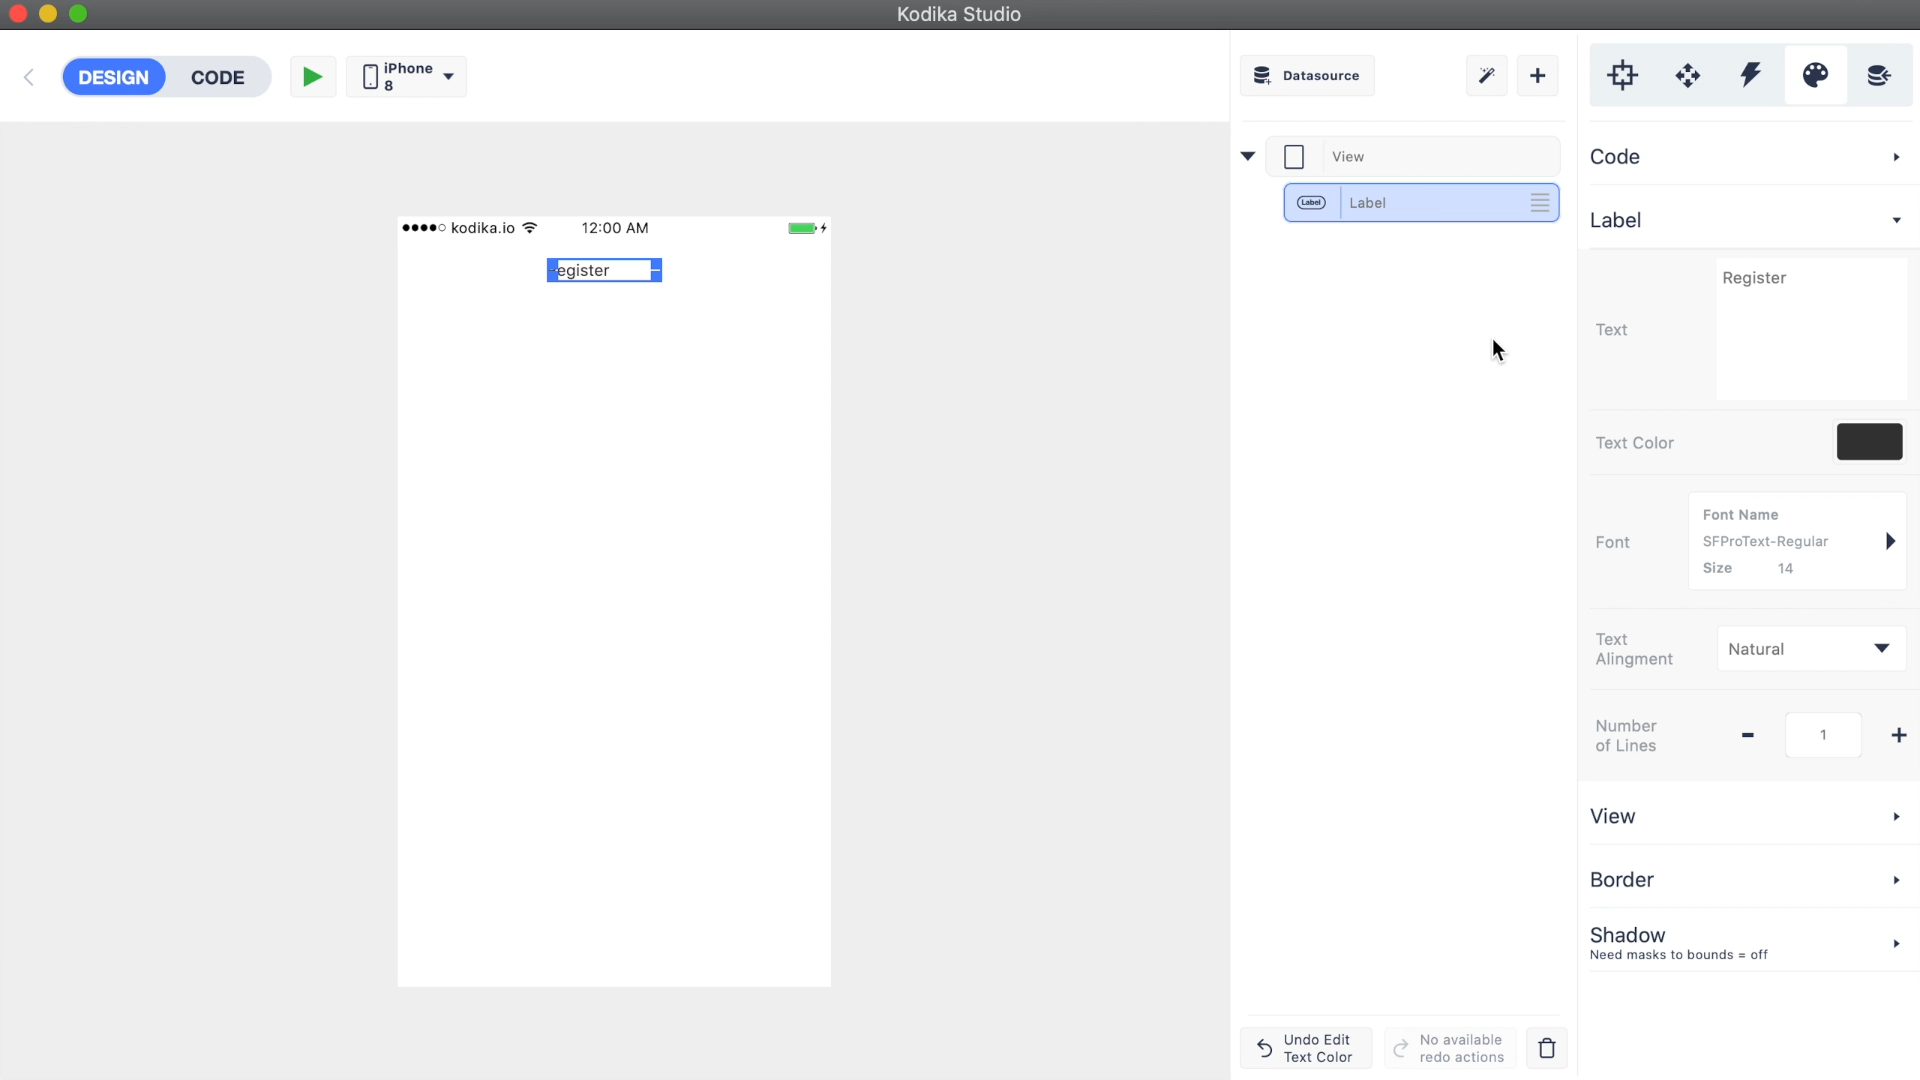 Kodika Studio
DESIGN
CODE
iPhone
8
Datasource
View
Label
Label
●●●●○ kodika.io
12:00 AM
egister
Code
Label
Text
Register
Text Color
Font
Font Name
SFProText-Regular
Size 14
Text
Alingment
Natural
Number
of Lines
-
1
+
View
Border
Shadow
Need masks to bounds = off
Undo Edit
Text Color
No available
redo actions